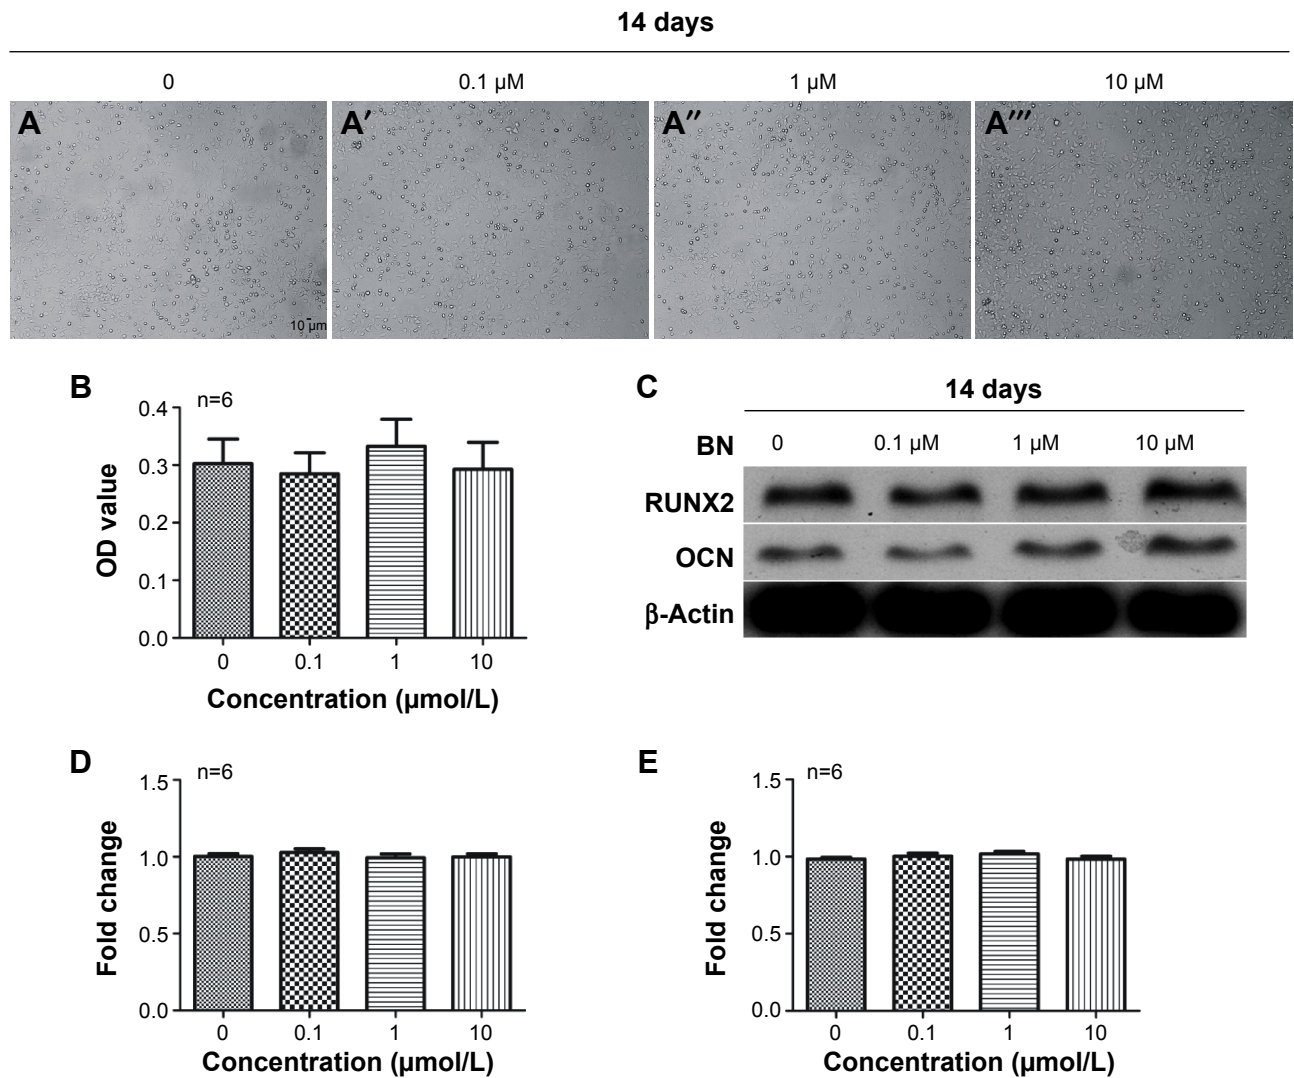 14 days
0 0.1 µM 1 µM 10 µM
A A′ A″ A‴
10 µm
B
n=6
0.4
0.3
0.2
0.1
0.0
OD value
0 0.1 1 10
Concentration (µmol/L)
C
14 days
BN 0 0.1 µM 1 µM 10 µM
RUNX2
OCN
β-Actin
D
n=6
1.5
1.0
0.5
0.0
Fold change
0 0.1 1 10
Concentration (µmol/L)
E
n=6
1.5
1.0
0.5
0.0
Fold change
0 0.1 1 10
Concentration (µmol/L)